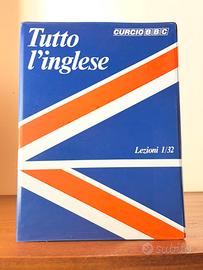 CURCIO BBC
Tutto
l'inglese
Lezioni 1/32
subito